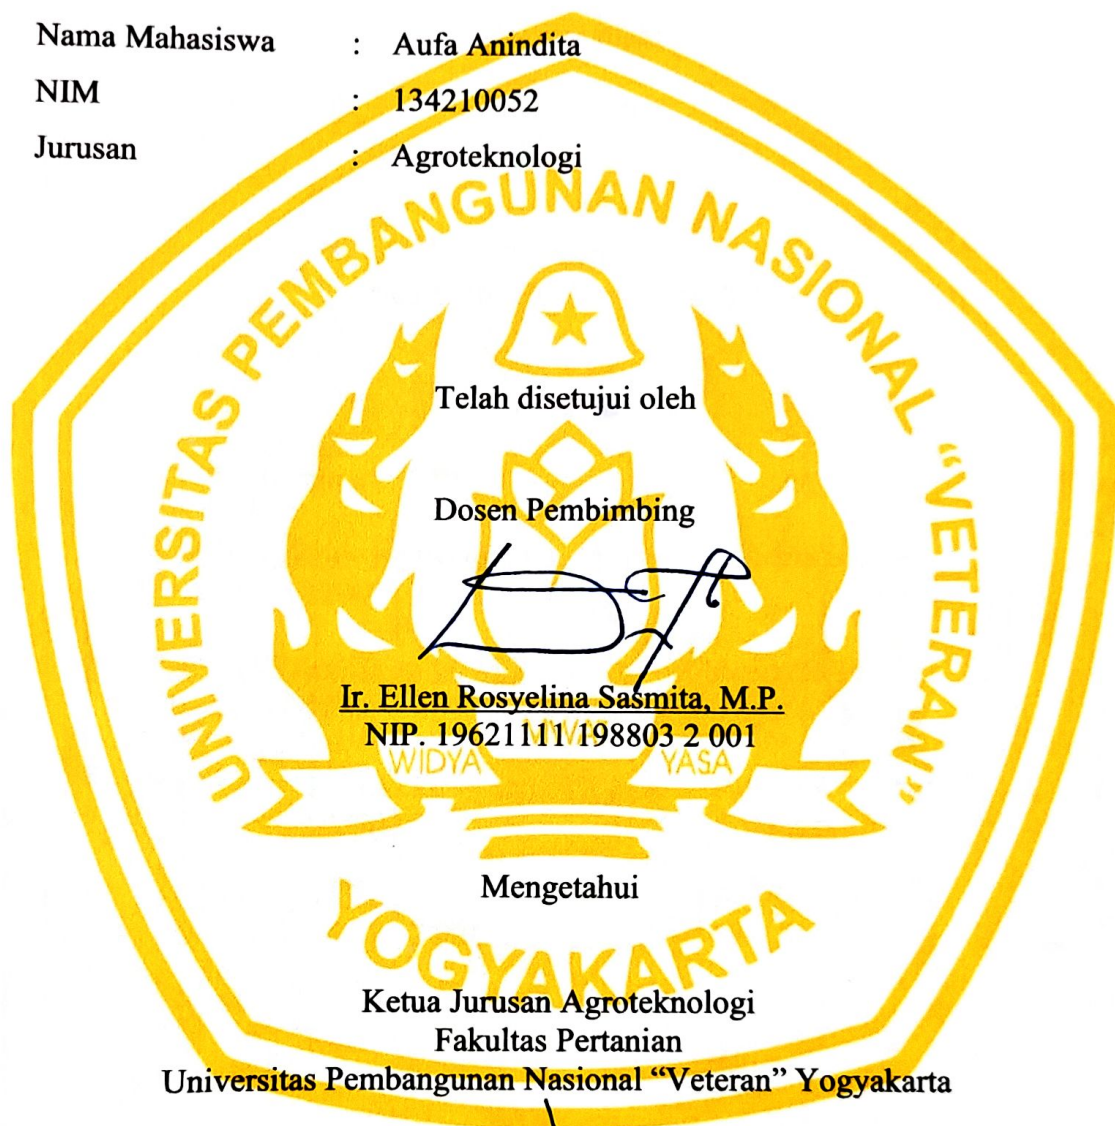 Nama Mahasiswa : Aufa Anindita
NIM : 134210052
Jurusan : Agroteknologi
UNIVERSITAS PEMBANGUNAN NASIONAL “VETERAN”
Telah disetujui oleh
Dosen Pembimbing
Ir. Ellen Rosyelina Sasmita, M.P.
NIP. 19621111 198803 2 001
WIDYA MWAT YASA
YOGYAKARTA
Mengetahui
Ketua Jurusan Agroteknologi
Fakultas Pertanian
Universitas Pembangunan Nasional “Veteran” Yogyakarta